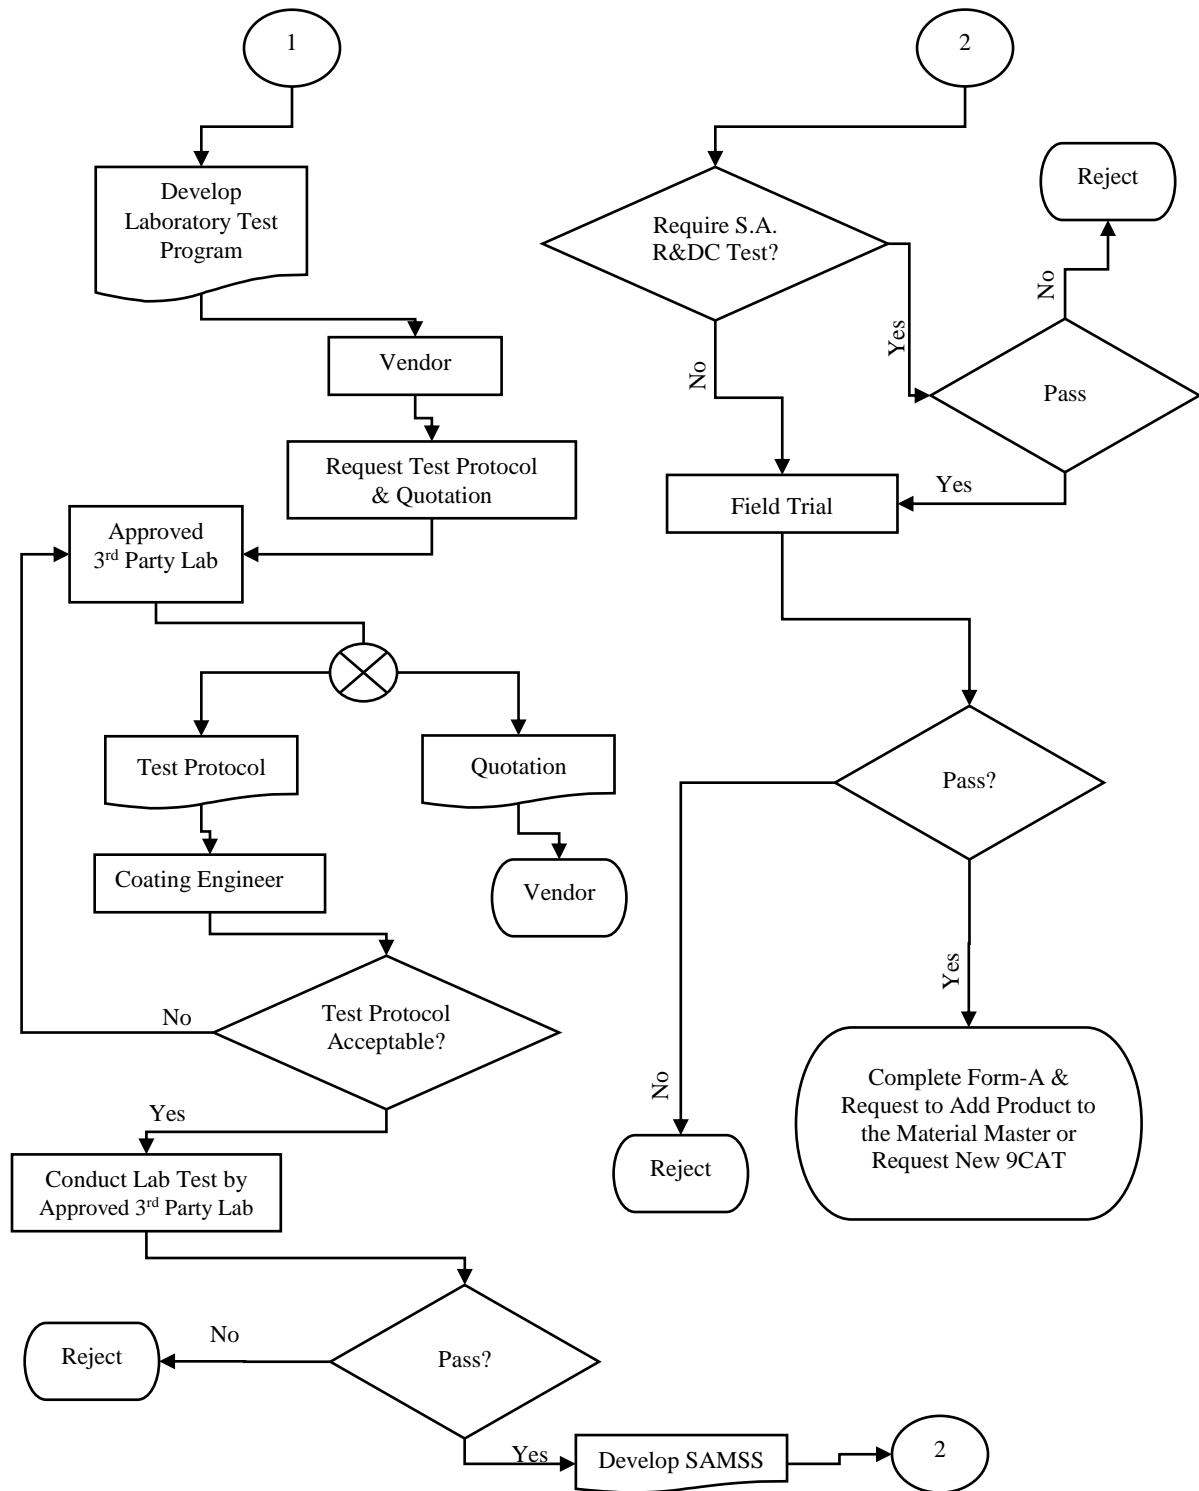 1
Develop
Laboratory Test
Program
Vendor
Request Test Protocol
& Quotation
Approved
3rd Party Lab
Test Protocol
Quotation
Coating Engineer
Vendor
Test Protocol
Acceptable?
No
Yes
Conduct Lab Test by
Approved 3rd Party Lab
Pass?
No
Reject
Yes
Develop SAMSS
2
2
Require S.A.
R&DC Test?
No
Yes
Pass
No
Reject
Yes
Field Trial
Pass?
No
Reject
Yes
Complete Form-A &
Request to Add Product to
the Material Master or
Request New 9CAT